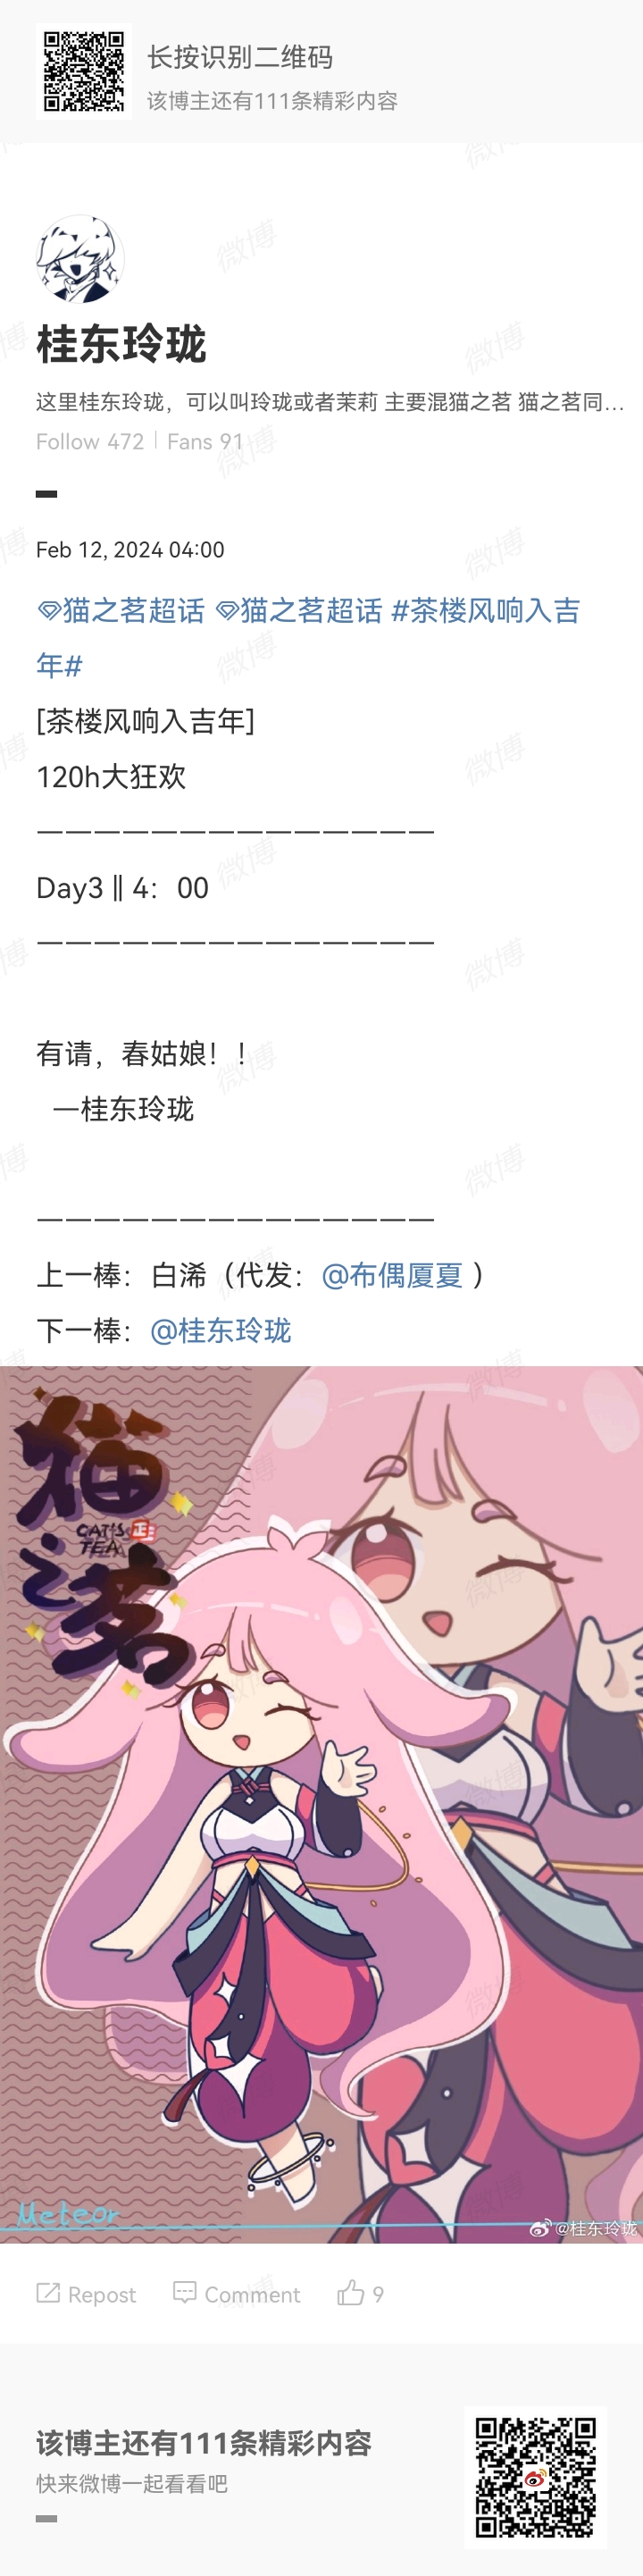 长按识别二维码
该博主还有111条精彩内容
桂东玲珑
这里桂东玲珑，可以叫玲珑或者茉莉 主要混猫之茗 猫之茗同...
Follow 472 | Fans 91
Feb 12, 2024 04:00
猫之茗超话 猫之茗超话 #茶楼风响入吉
年#
[茶楼风响入吉年]
120h大狂欢
——————————————
Day3 ‖ 4：00
——————————————
有请，春姑娘！！
—桂东玲珑
——————————————
上一棒：白浠（代发：@布偶厦夏 ）
下一棒：@桂东玲珑
猫之茗
CAT'S
TEA
Meteor
@桂东玲珑
Repost Comment 9
该博主还有111条精彩内容
快来微博一起看看吧
微博